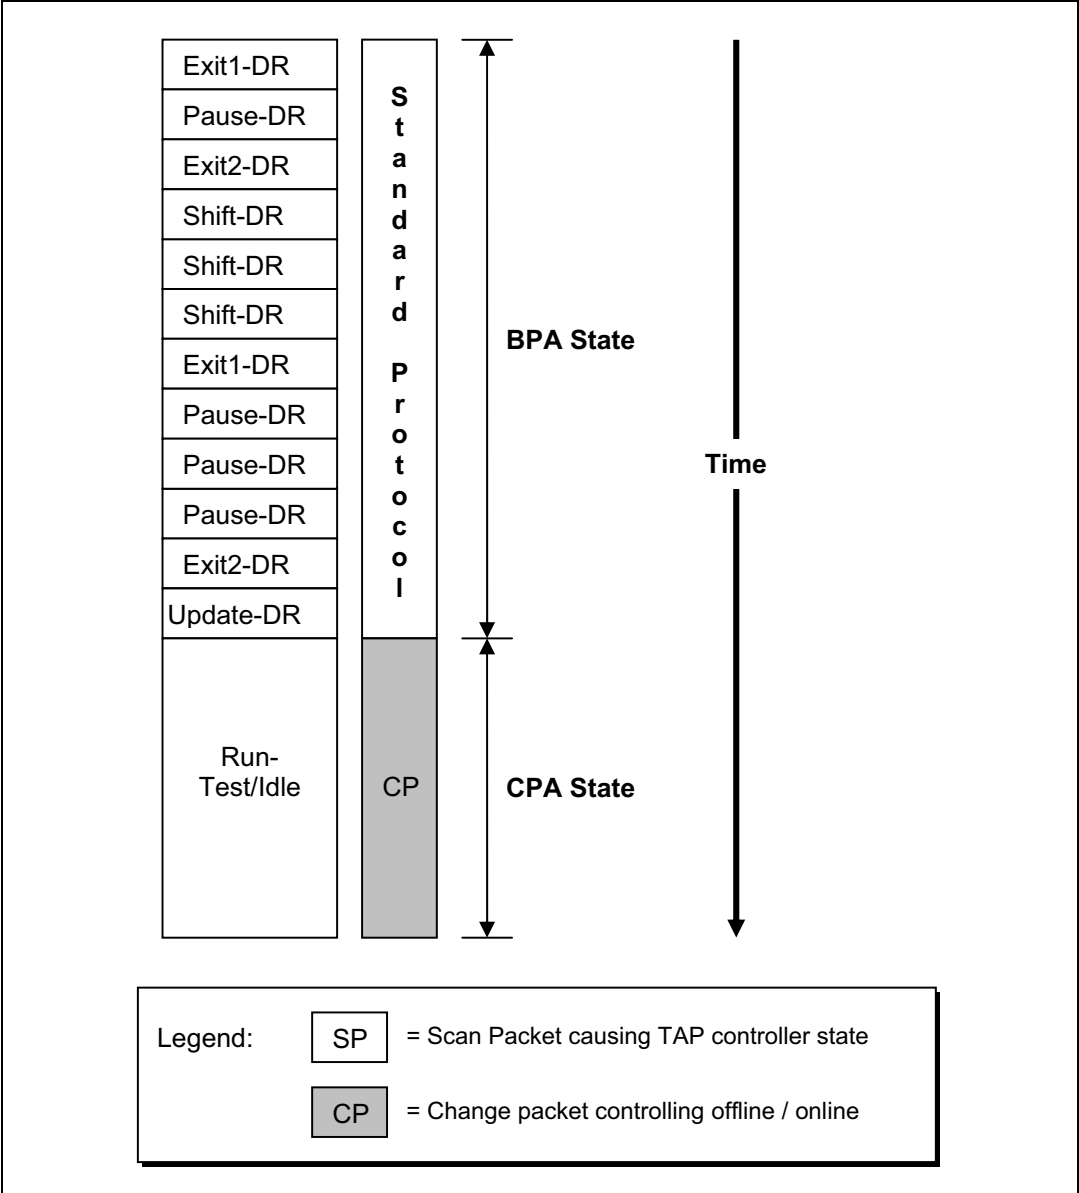 Exit1-DR
Pause-DR
Exit2-DR
Shift-DR
Shift-DR
Shift-DR
Exit1-DR
Pause-DR
Pause-DR
Pause-DR
Exit2-DR
Update-DR
Run-
Test/Idle
Standard Protocol
CP
BPA State
CPA State
Time
Legend:
SP = Scan Packet causing TAP controller state
CP = Change packet controlling offline / online